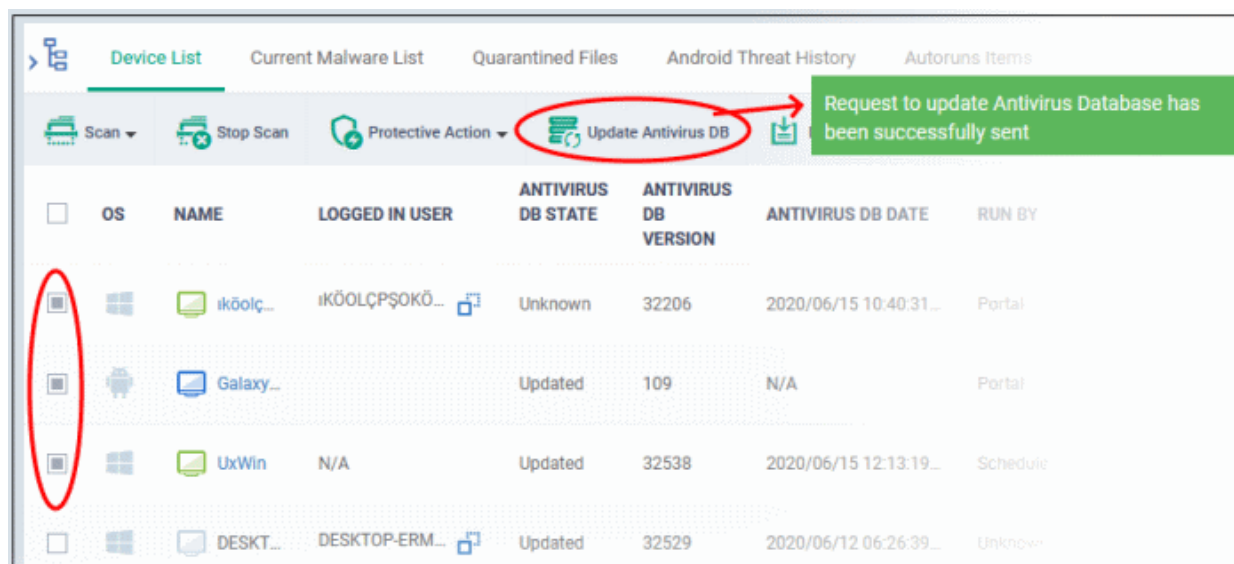 Device List Current Malware List Quarantined Files Android Threat History Autoruns Items
Request to update Antivirus Database has
been successfully sent
Scan Stop Scan Protective Action Update Antivirus DB
OS NAME LOGGED IN USER ANTIVIRUS DB STATE ANTIVIRUS DB VERSION ANTIVIRUS DB DATE RUN BY
ıköolç... ıKÖOLÇPŞOKÖ... Unknown 32206 2020/06/15 10:40:31... Portal
Galaxy... Updated 109 N/A Portal
UxWin N/A Updated 32538 2020/06/15 12:13:19... Schedule
DESKT... DESKTOP-ERM... Updated 32529 2020/06/12 06:26:39... Unknown